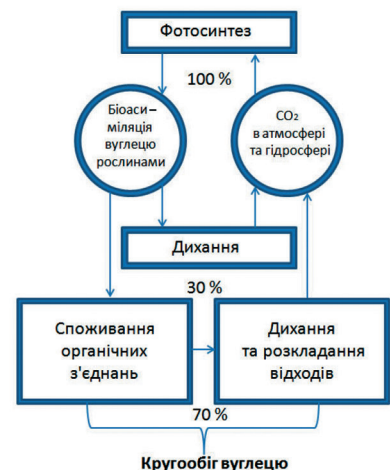 Фотосинтез
100 %
Біоаси –
міляція
вуглецю
рослинами
CO₂
в атмосфері
та гідросфері
Дихання
30 %
Споживання
органічних
з'єднань
Дихання
та розкладання
відходів
70 %
Кругообіг вуглецю